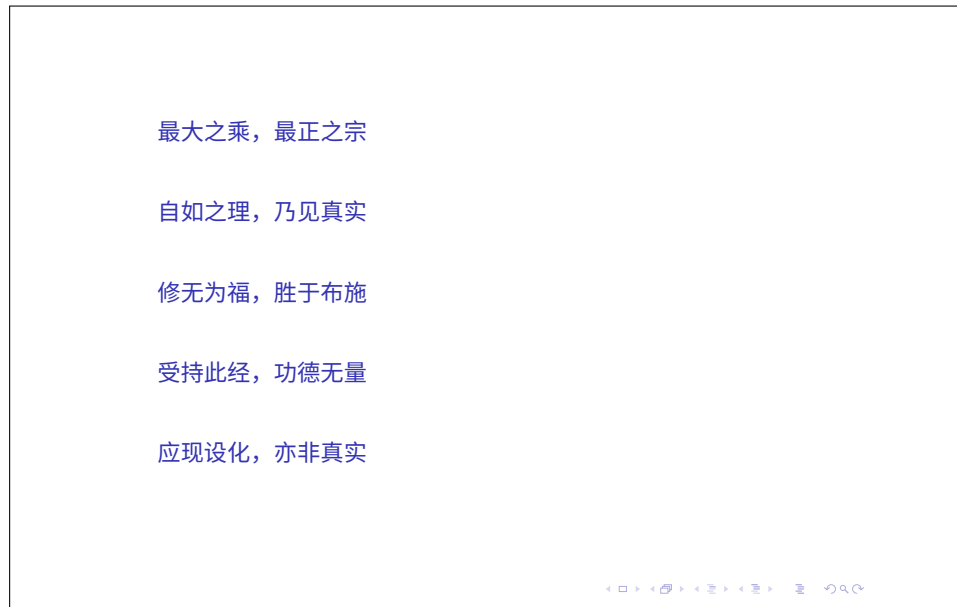 最大之乘，最正之宗
自如之理，乃见真实
修无为福，胜于布施
受持此经，功德无量
应现设化，亦非真实